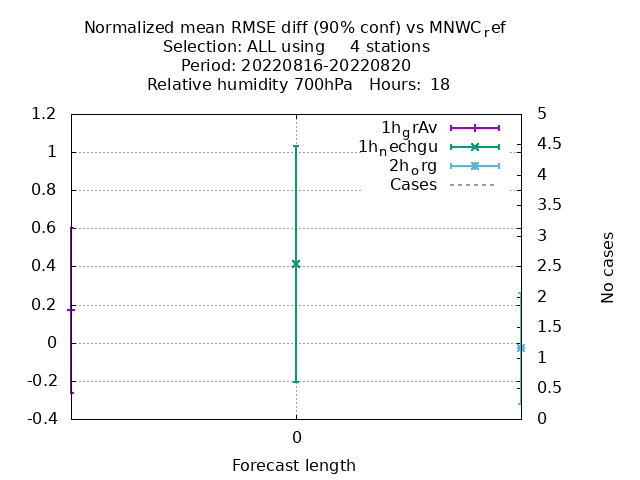 Normalized mean RMSE diff (90% conf) vs MNWC_ref
Selection: ALL using     4 stations
Period: 20220816-20220820
Relative humidity 700hPa   Hours: 18
1h_grAv
1h_nechgu
2h_org
Cases
1.2
1
0.8
0.6
0.4
0.2
0
-0.2
-0.4
5
4.5
4
3.5
3
2.5
2
1.5
1
0.5
0
No cases
0
Forecast length